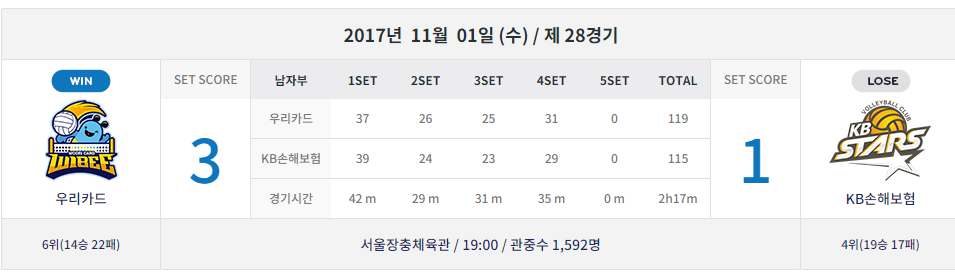 2017년 11월 01일 (수) / 제 28경기
WIN
WOORI CARD
WIBEE
우리카드
SET SCORE
3
남자부 1SET 2SET 3SET 4SET 5SET TOTAL
우리카드 37 26 25 31 0 119
KB손해보험 39 24 23 29 0 115
경기시간 42 m 29 m 31 m 35 m 0 m 2h17m
SET SCORE
1
LOSE
VOLLEYBALL CLUB
KB
STARS
KB손해보험
6위(14승 22패) 서울장충체육관 / 19:00 / 관중수 1,592명 4위(19승 17패)